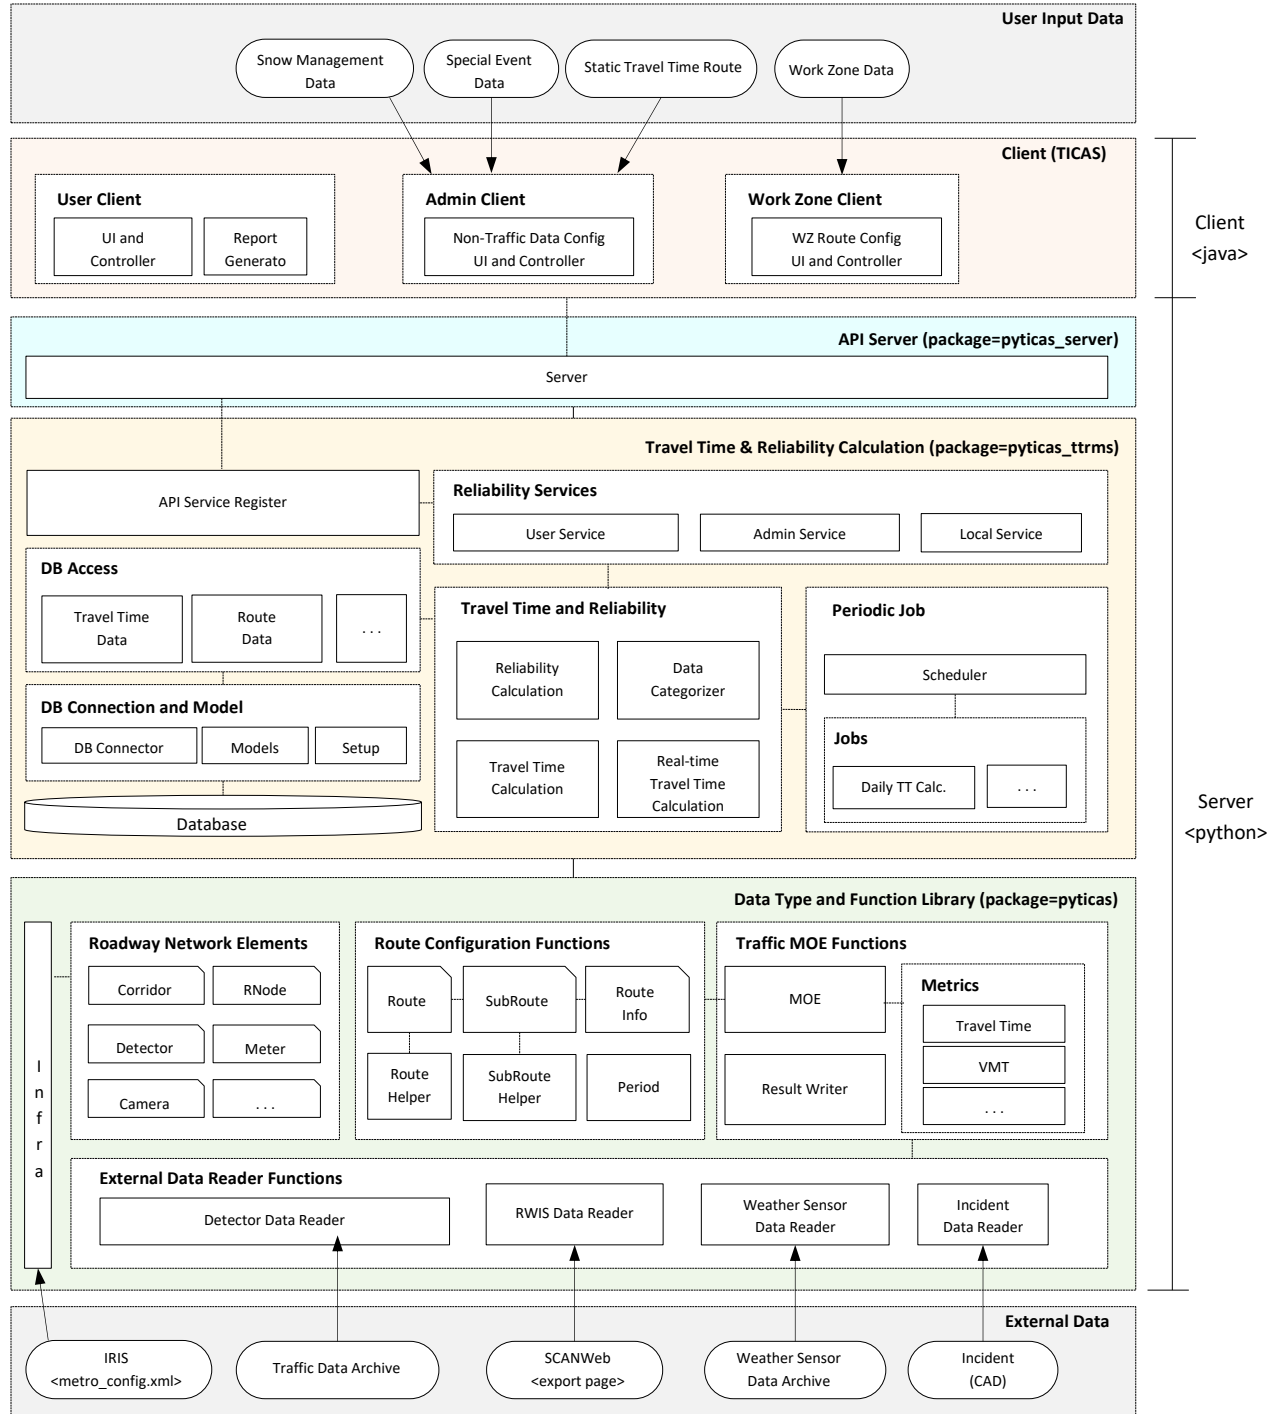 User Input Data
Snow Management
Data
Special Event
Data
Static Travel Time Route
Work Zone Data
Client (TICAS)
User Client
UI and
Controller
Report
Generato
Admin Client
Non-Traffic Data Config
UI and Controller
Work Zone Client
WZ Route Config
UI and Controller
Client
<java>
API Server (package=pyticas_server)
Server
Travel Time & Reliability Calculation (package=pyticas_ttrms)
API Service Register
Reliability Services
User Service
Admin Service
Local Service
DB Access
Travel Time
Data
Route
Data
. . .
DB Connection and Model
DB Connector
Models
Setup
Database
Travel Time and Reliability
Reliability
Calculation
Data
Categorizer
Travel Time
Calculation
Real-time
Travel Time
Calculation
Periodic Job
Scheduler
Jobs
Daily TT Calc.
. . .
Server
<python>
Data Type and Function Library (package=pyticas)
I
n
f
r
a
Roadway Network Elements
Corridor
RNode
Detector
Meter
Camera
. . .
Route Configuration Functions
Route
SubRoute
Route
Info
Route
Helper
SubRoute
Helper
Period
Traffic MOE Functions
MOE
Result Writer
Metrics
Travel Time
VMT
. . .
External Data Reader Functions
Detector Data Reader
RWIS Data Reader
Weather Sensor
Data Reader
Incident
Data Reader
External Data
IRIS
<metro_config.xml>
Traffic Data Archive
SCANWeb
<export page>
Weather Sensor
Data Archive
Incident
(CAD)